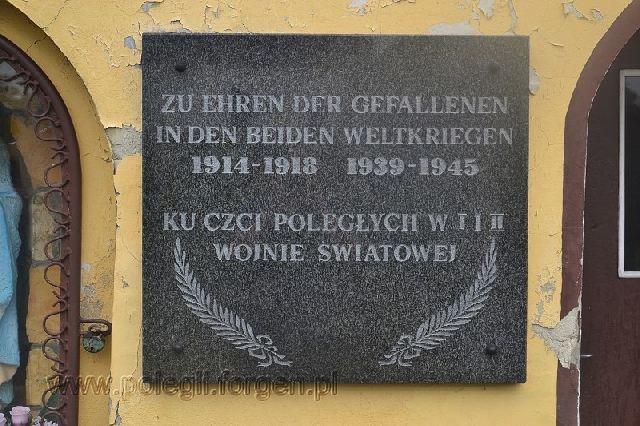 ZU EHREN DER GEFALLENEN
IN DEN BEIDEN WELTKRIEGEN
1914-1918 1939-1945
KU CZCI POLEGŁYCH W I I II
WOJNIE ŚWIATOWEJ
www.polegli.forgen.pl